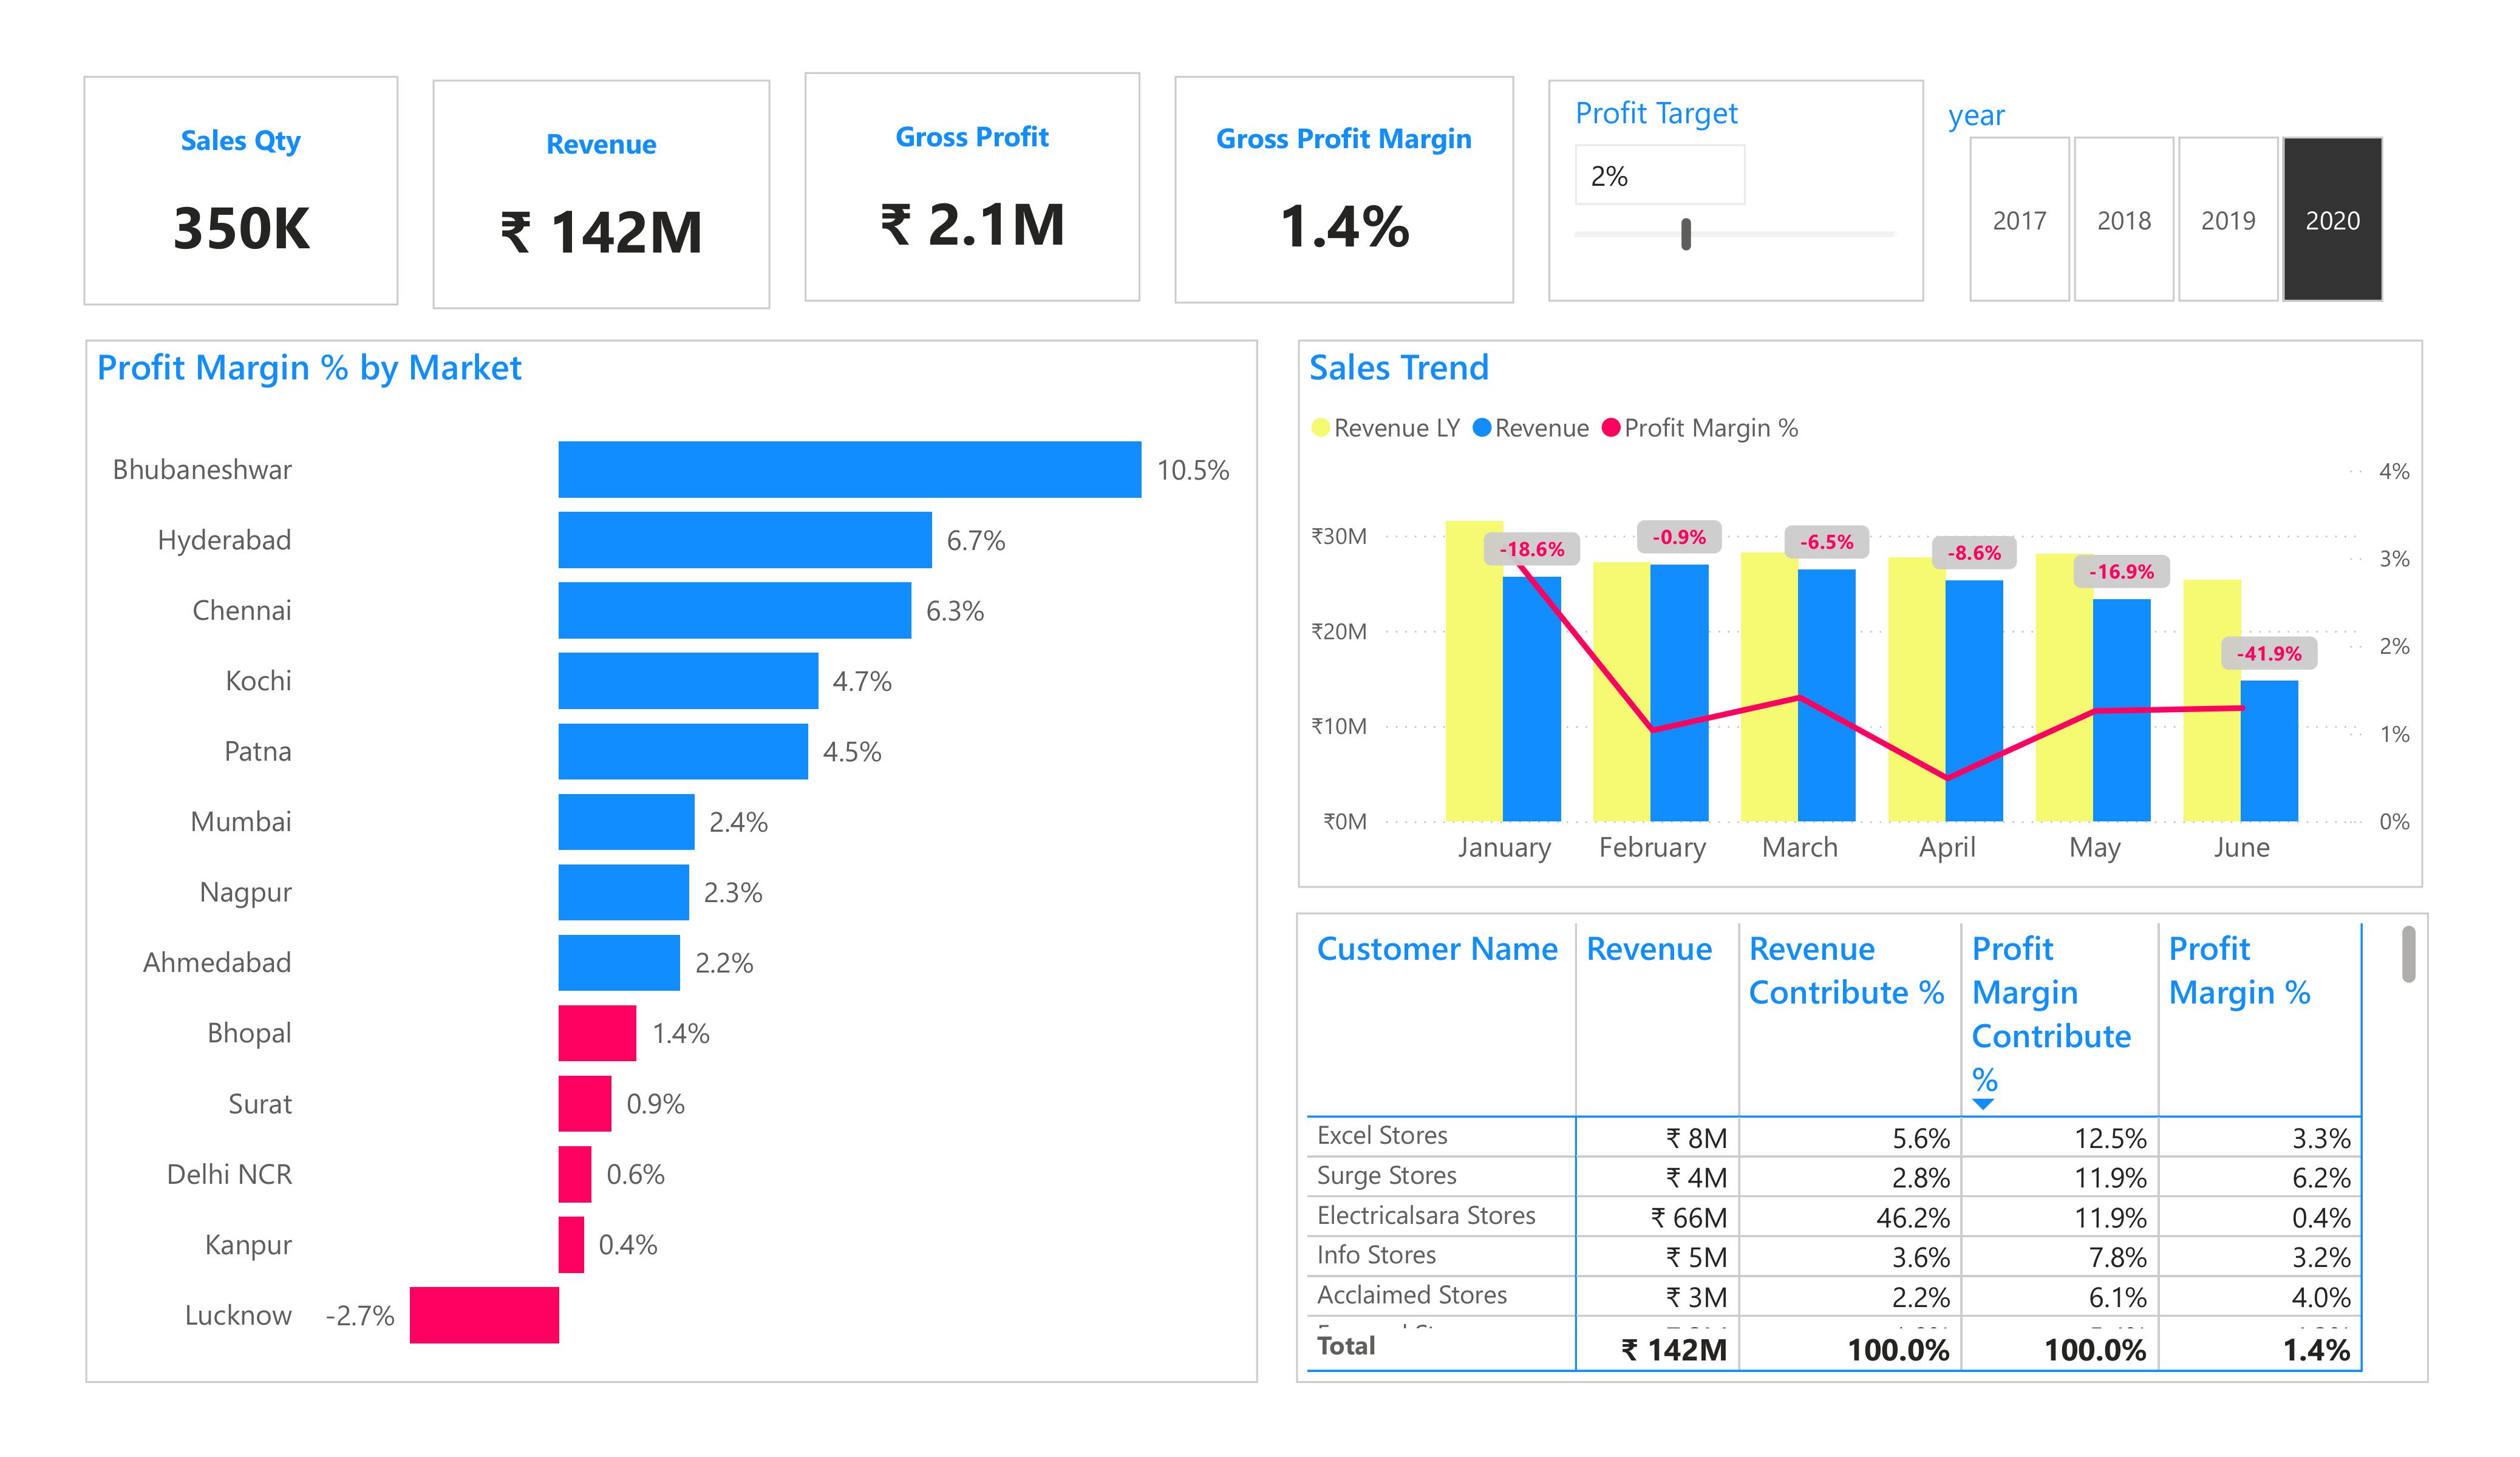 Sales Qty
350K
Revenue
₹ 142M
Gross Profit
₹ 2.1M
Gross Profit Margin
1.4%
Profit Target
2%
year
2017 2018 2019 2020
Profit Margin % by Market
Bhubaneshwar 10.5%
Hyderabad 6.7%
Chennai 6.3%
Kochi 4.7%
Patna 4.5%
Mumbai 2.4%
Nagpur 2.3%
Ahmedabad 2.2%
Bhopal 1.4%
Surat 0.9%
Delhi NCR 0.6%
Kanpur 0.4%
Lucknow -2.7%
Sales Trend
Revenue LY Revenue Profit Margin %
4%
₹30M
3%
₹20M
2%
₹10M
1%
₹0M
0%
-18.6% -0.9% -6.5% -8.6% -16.9% -41.9%
January February March April May June
Customer Name Revenue Revenue Profit Profit
Contribute % Margin Margin %
Contribute
%
Excel Stores ₹ 8M 5.6% 12.5% 3.3%
Surge Stores ₹ 4M 2.8% 11.9% 6.2%
Electricalsara Stores ₹ 66M 46.2% 11.9% 0.4%
Info Stores ₹ 5M 3.6% 7.8% 3.2%
Acclaimed Stores ₹ 3M 2.2% 6.1% 4.0%
Total ₹ 142M 100.0% 100.0% 1.4%